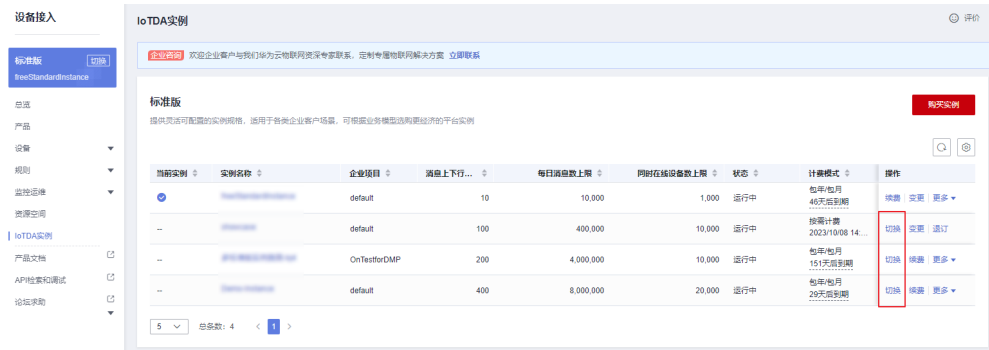 设备接入
IoTDA实例
评价
标准版 切换
freeStandardInstance
企业咨询 欢迎企业客户与我们华为云物联网资深专家联系，定制专属物联网解决方案 立即联系
总览
产品
设备
规则
监控运维
资源空间
IoTDA实例
产品文档
API检索和调试
论坛求助
标准版
购买实例
提供灵活可配置的实例规格，适用于各类企业客户场景，可根据业务模型选购更经济的平台实例
当前实例 实例名称 企业项目 消息上下行... 每日消息数上限 同时在线设备数上限 状态 计费模式 操作
default 10 10,000 1,000 运行中 包年/包月 续费 变更 更多
46天后到期
-- default 100 400,000 10,000 运行中 按需计费 切换 变更 退订
2023/10/08 14:...
-- OnTestforDMP 200 4,000,000 10,000 运行中 包年/包月 切换 续费 更多
151天后到期
-- default 400 8,000,000 20,000 运行中 包年/包月 切换 续费 更多
29天后到期
5 总条数：4 < 1 >